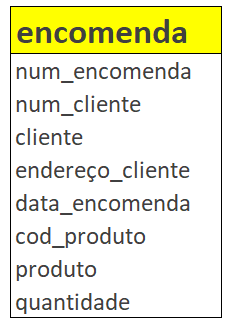 encomenda
num_encomenda
num_cliente
cliente
endereço_cliente
data_encomenda
cod_produto
produto
quantidade